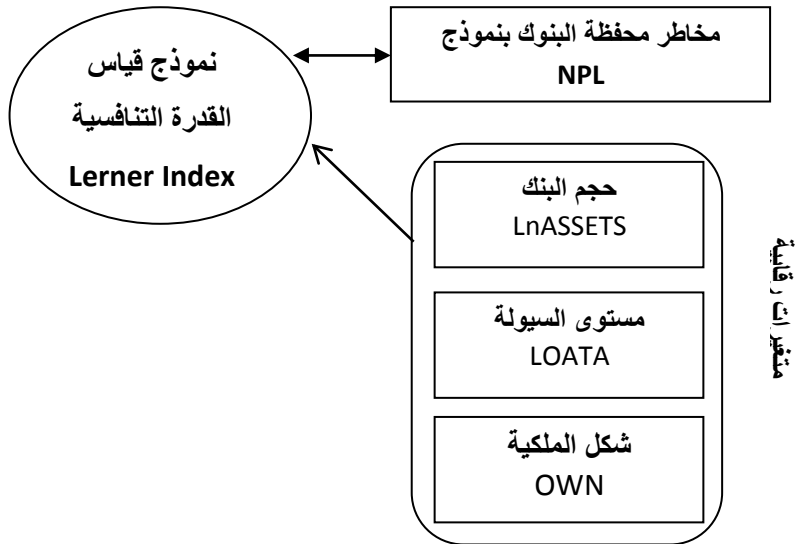 نموذج قياس
القدرة التنافسية
Lerner Index
مخاطر محفظة البنوك بنموذج
NPL
حجم البنك
LnASSETS
مستوى السيولة
LOATA
شكل الملكية
OWN
متغيرات رقابية